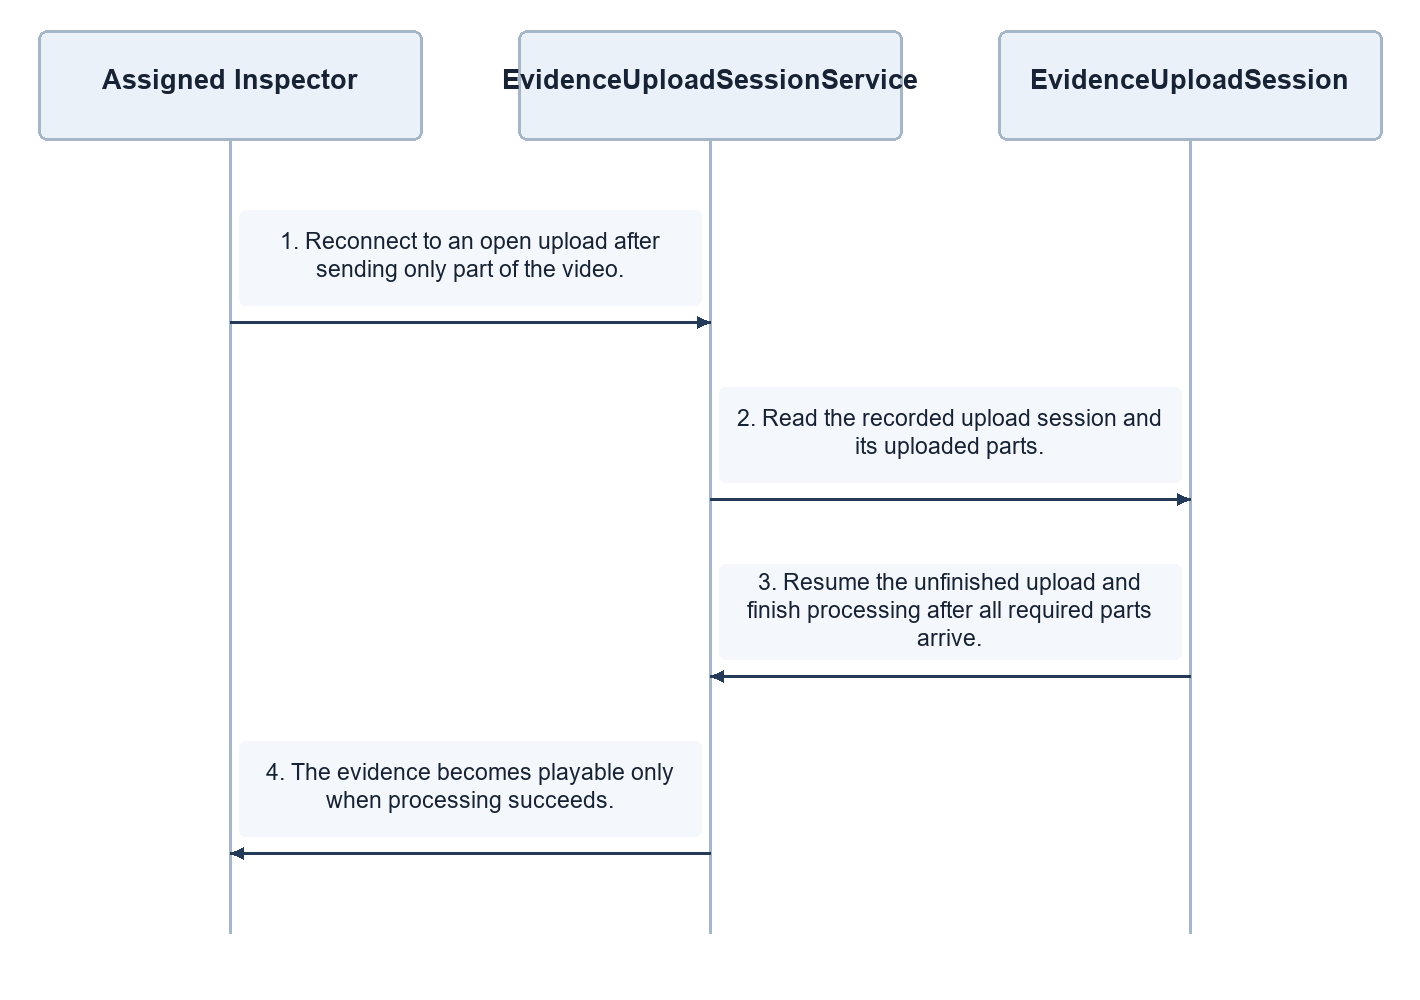 Assigned Inspector
EvidenceUploadSessionService
EvidenceUploadSession
1. Reconnect to an open upload after
sending only part of the video.
2. Read the recorded upload session and
its uploaded parts.
3. Resume the unfinished upload and
finish processing after all required parts
arrive.
4. The evidence becomes playable only
when processing succeeds.